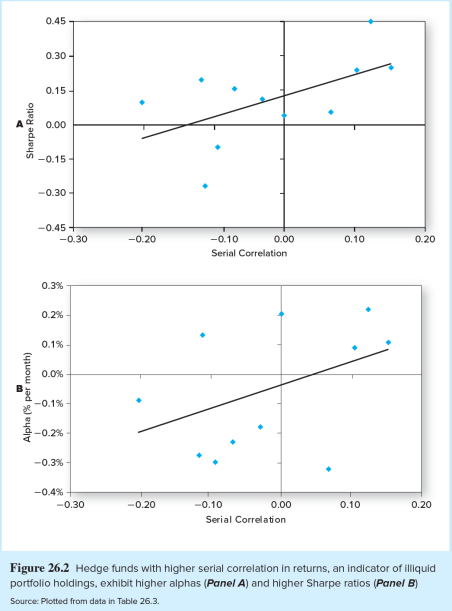 0.45
0.30
0.15
0.00
−0.15
−0.30
−0.45
A
Sharpe Ratio
−0.30 −0.20 −0.10 0.00 0.10 0.20
Serial Correlation
0.3%
0.2%
0.1%
0.0%
−0.1%
−0.2%
−0.3%
−0.4%
B
Alpha (% per month)
−0.30 −0.20 −0.10 0.00 0.10 0.20
Serial Correlation
Figure 26.2 Hedge funds with higher serial correlation in returns, an indicator of illiquid
portfolio holdings, exhibit higher alphas (Panel A) and higher Sharpe ratios (Panel B)
Source: Plotted from data in Table 26.3.